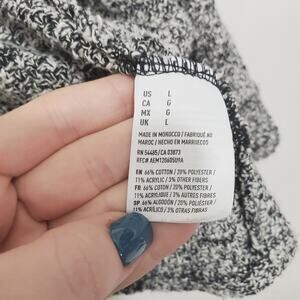 US L
CA G
MX G
UK L
MADE IN MOROCCO / FABRIQUÉ AU
MAROC / HECHO EN MARRUECOS
RN 54485/CA 03873
EN 66% COTTON / 20% POLYESTER /
11% ACRYLIC / 3% OTHER FIBERS
FR 66% COTON / 20% POLYESTER /
11% ACRYLIQUE / 3% AUTRES FIBRES
SP 66% ALGODÓN / 20% POLIÉSTER /
11% ACRÍLICO / 3% OTRAS FIBRAS